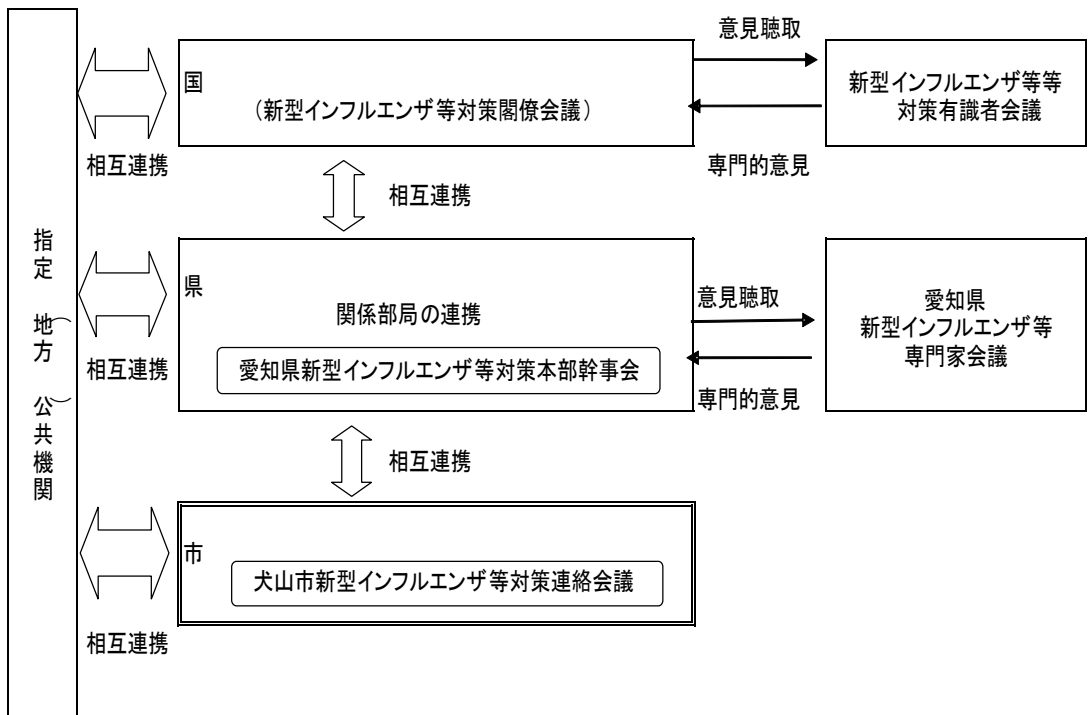 指定（地方）公共機関
相互連携
国
（新型インフルエンザ等対策閣僚会議）
意見聴取
専門的意見
新型インフルエンザ等等
対策有識者会議
相互連携
相互連携
県
関係部局の連携
愛知県新型インフルエンザ等対策本部幹事会
意見聴取
専門的意見
愛知県
新型インフルエンザ等
専門家会議
相互連携
相互連携
市
犬山市新型インフルエンザ等対策連絡会議